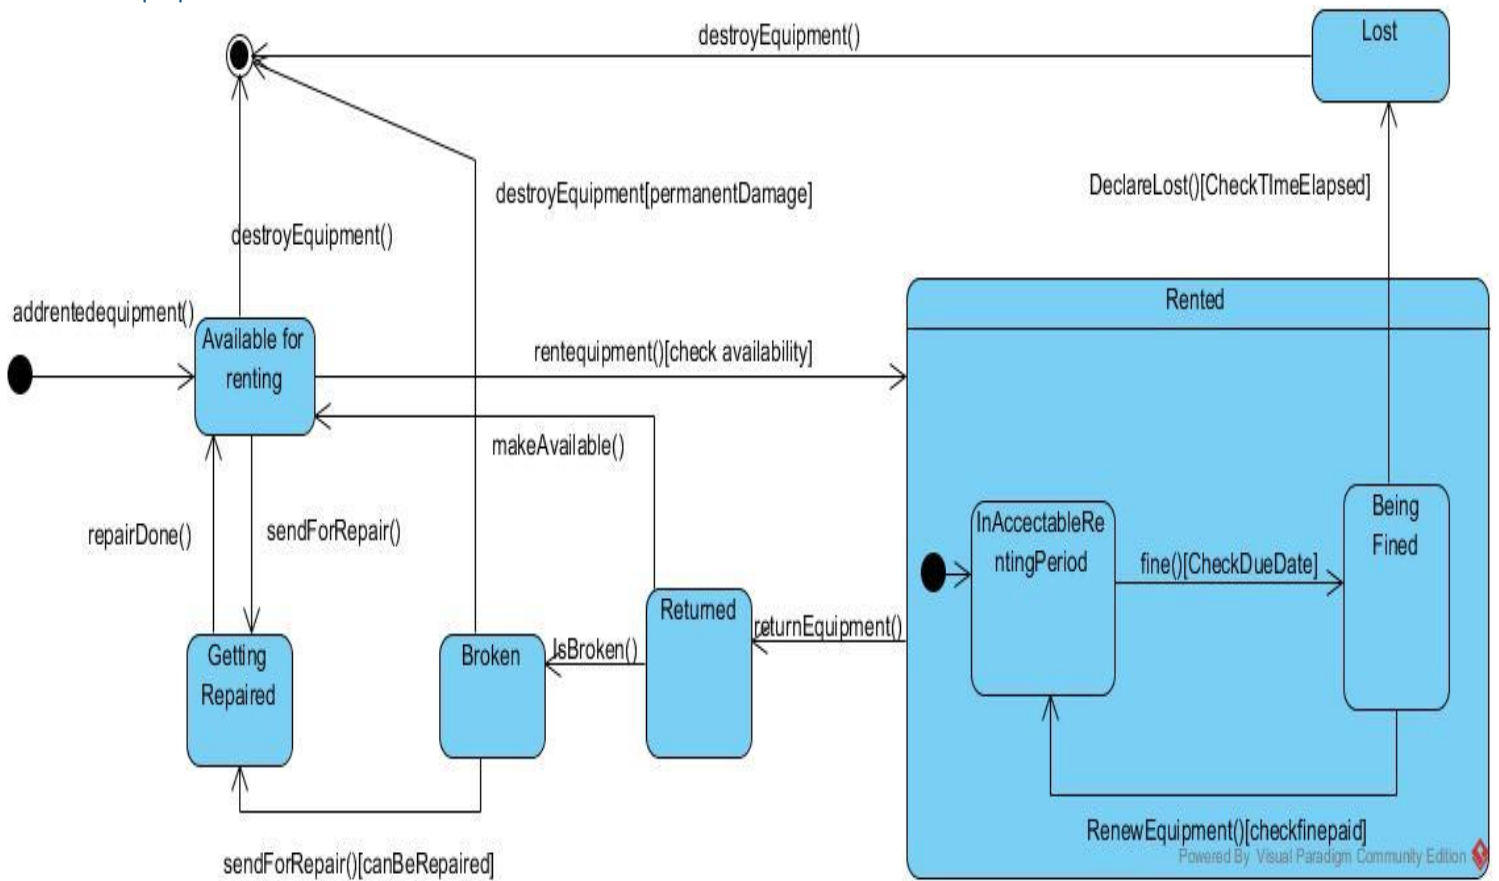 destroyEquipment()
Lost
destroyEquipment[permanentDamage]
DeclareLost()[CheckTImeElapsed]
destroyEquipment()
addrentedequipment()
Rented
Available for
renting
rentequipment()[check availability]
makeAvailable()
repairDone()
sendForRepair()
InAccectableRe
ntingPeriod
Being
Fined
fine()[CheckDueDate]
Returned
returnEquipment()
IsBroken()
Broken
Getting
Repaired
RenewEquipment()[checkfinepaid]
Powered By Visual Paradigm Community Edition
sendForRepair()[canBeRepaired]